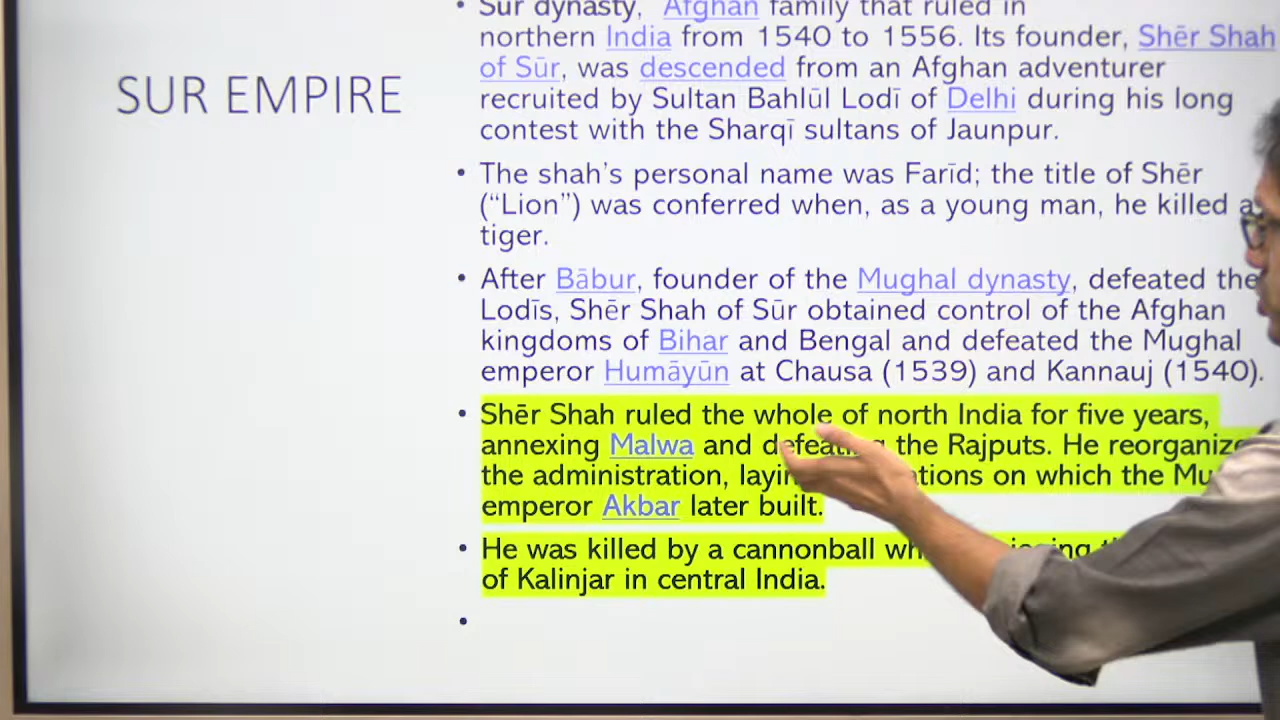 SUR EMPIRE
• Sur dynasty, Afghan family that ruled in
northern India from 1540 to 1556. Its founder, Shēr Shah
of Sūr, was descended from an Afghan adventurer
recruited by Sultan Bahlūl Lodī of Delhi during his long
contest with the Sharqī sultans of Jaunpur.
• The shah's personal name was Farīd; the title of Shēr
("Lion") was conferred when, as a young man, he killed a
tiger.
• After Bābur, founder of the Mughal dynasty, defeated the
Lodīs, Shēr Shah of Sūr obtained control of the Afghan
kingdoms of Bihar and Bengal and defeated the Mughal
emperor Humāyūn at Chausa (1539) and Kannauj (1540).
• Shēr Shah ruled the whole of north India for five years,
annexing Malwa and defeating the Rajputs. He reorganize
the administration, on which the
emperor Akbar later built.
• He was killed by a cannonball
of Kalinjar in central India.
•